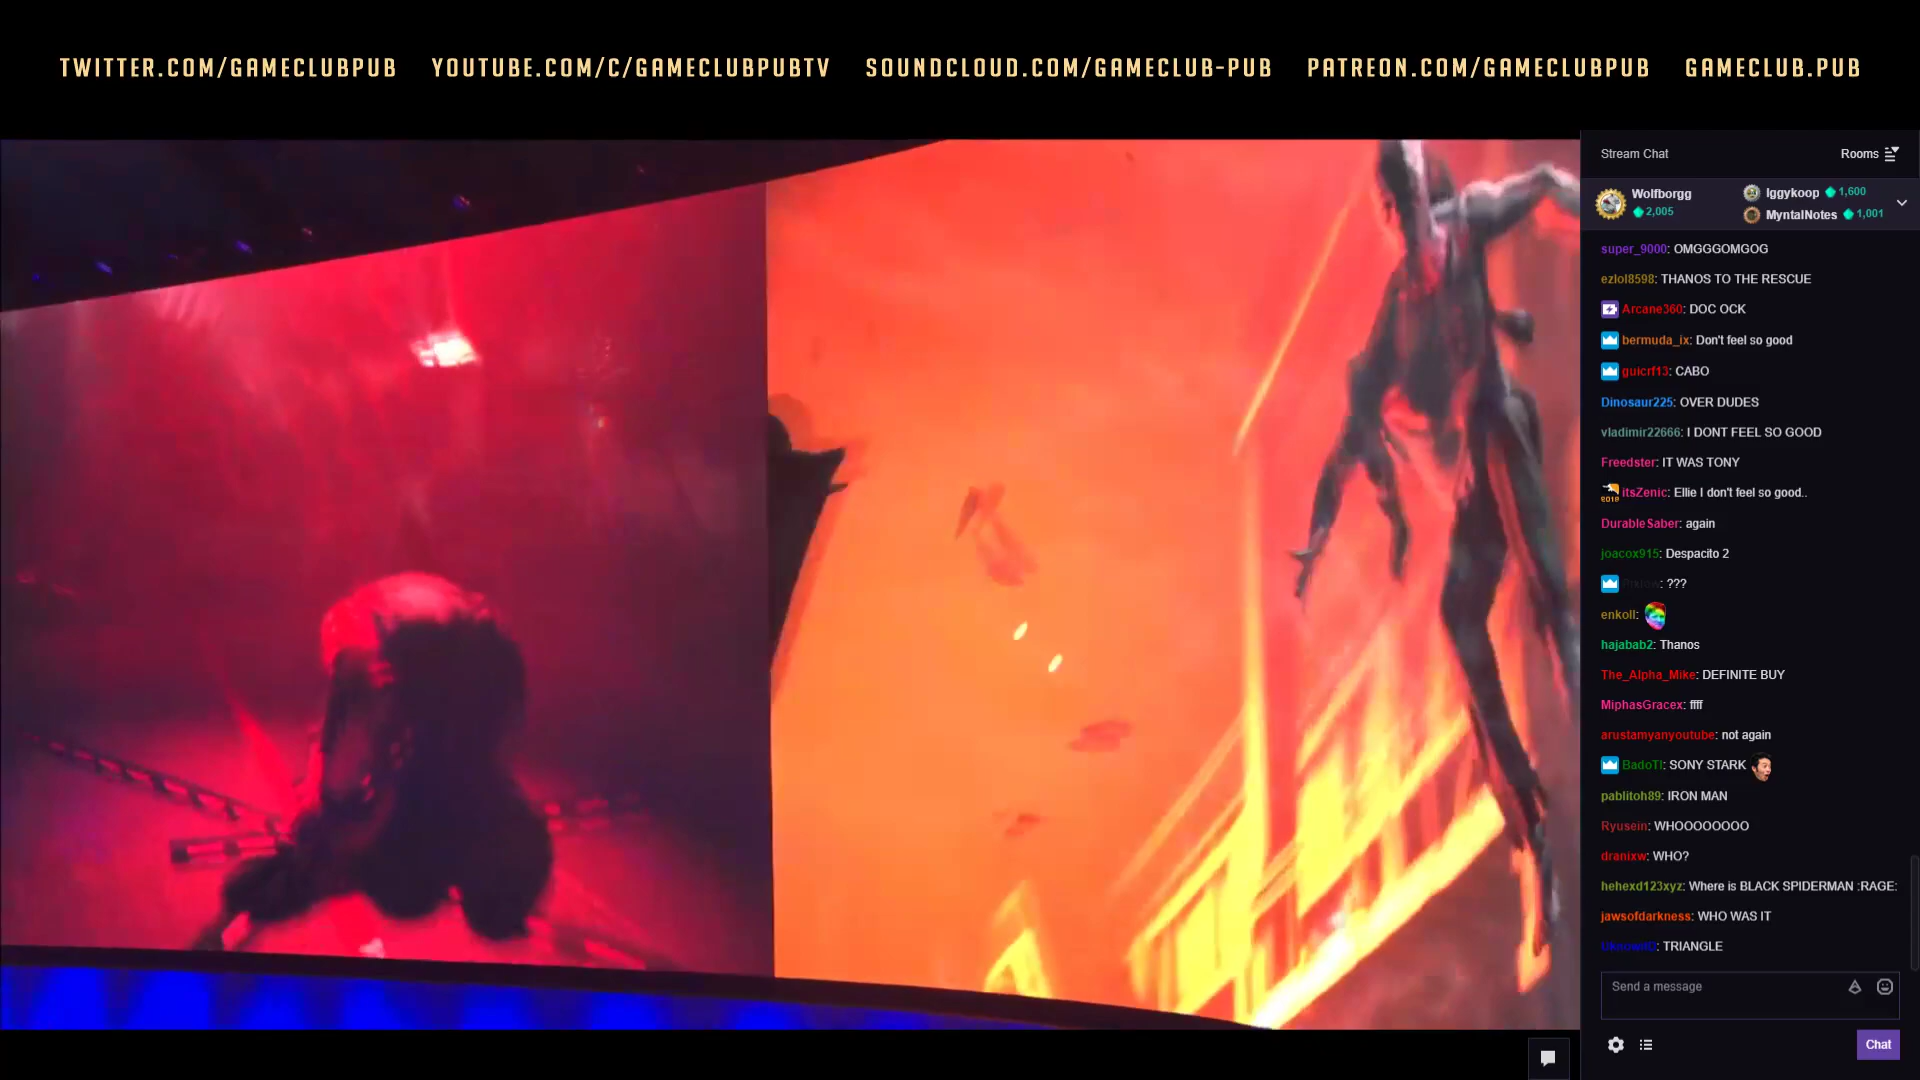 TWITTER.COM/GAMECLUBPUB YOUTUBE.COM/C/GAMECLUBPUBTV SOUNDCLOUD.COM/GAMECLUB-PUB PATREON.COM/GAMECLUBPUB GAMECLUB.PUB
Stream Chat Rooms
Wolfborgg 2,005
Iggykoop 1,600
MyntalNotes 1,001
super_9000: OMGGGOMGOG
ezlol8598: THANOS TO THE RESCUE
Arcane360: DOC OCK
bermuda_ix: Don't feel so good
guicrf13: CABO
Dinosaur225: OVER DUDES
vladimir22666: I DONT FEEL SO GOOD
Freedster: IT WAS TONY
itsZenic: Ellie I don't feel so good..
DurableSaber: again
joacox915: Despacito 2
: ???
enkoll:
hajabab2: Thanos
The_Alpha_Mike: DEFINITE BUY
MiphasGracex: ffff
arustamyanyoutube: not again
BadoTI: SONY STARK
pablitoh89: IRON MAN
Ryusein: WHOOOOOOOO
dranixw: WHO?
hehexd123xyz: Where is BLACK SPIDERMAN :RAGE:
jawsofdarkness: WHO WAS IT
: TRIANGLE
Send a message
Chat